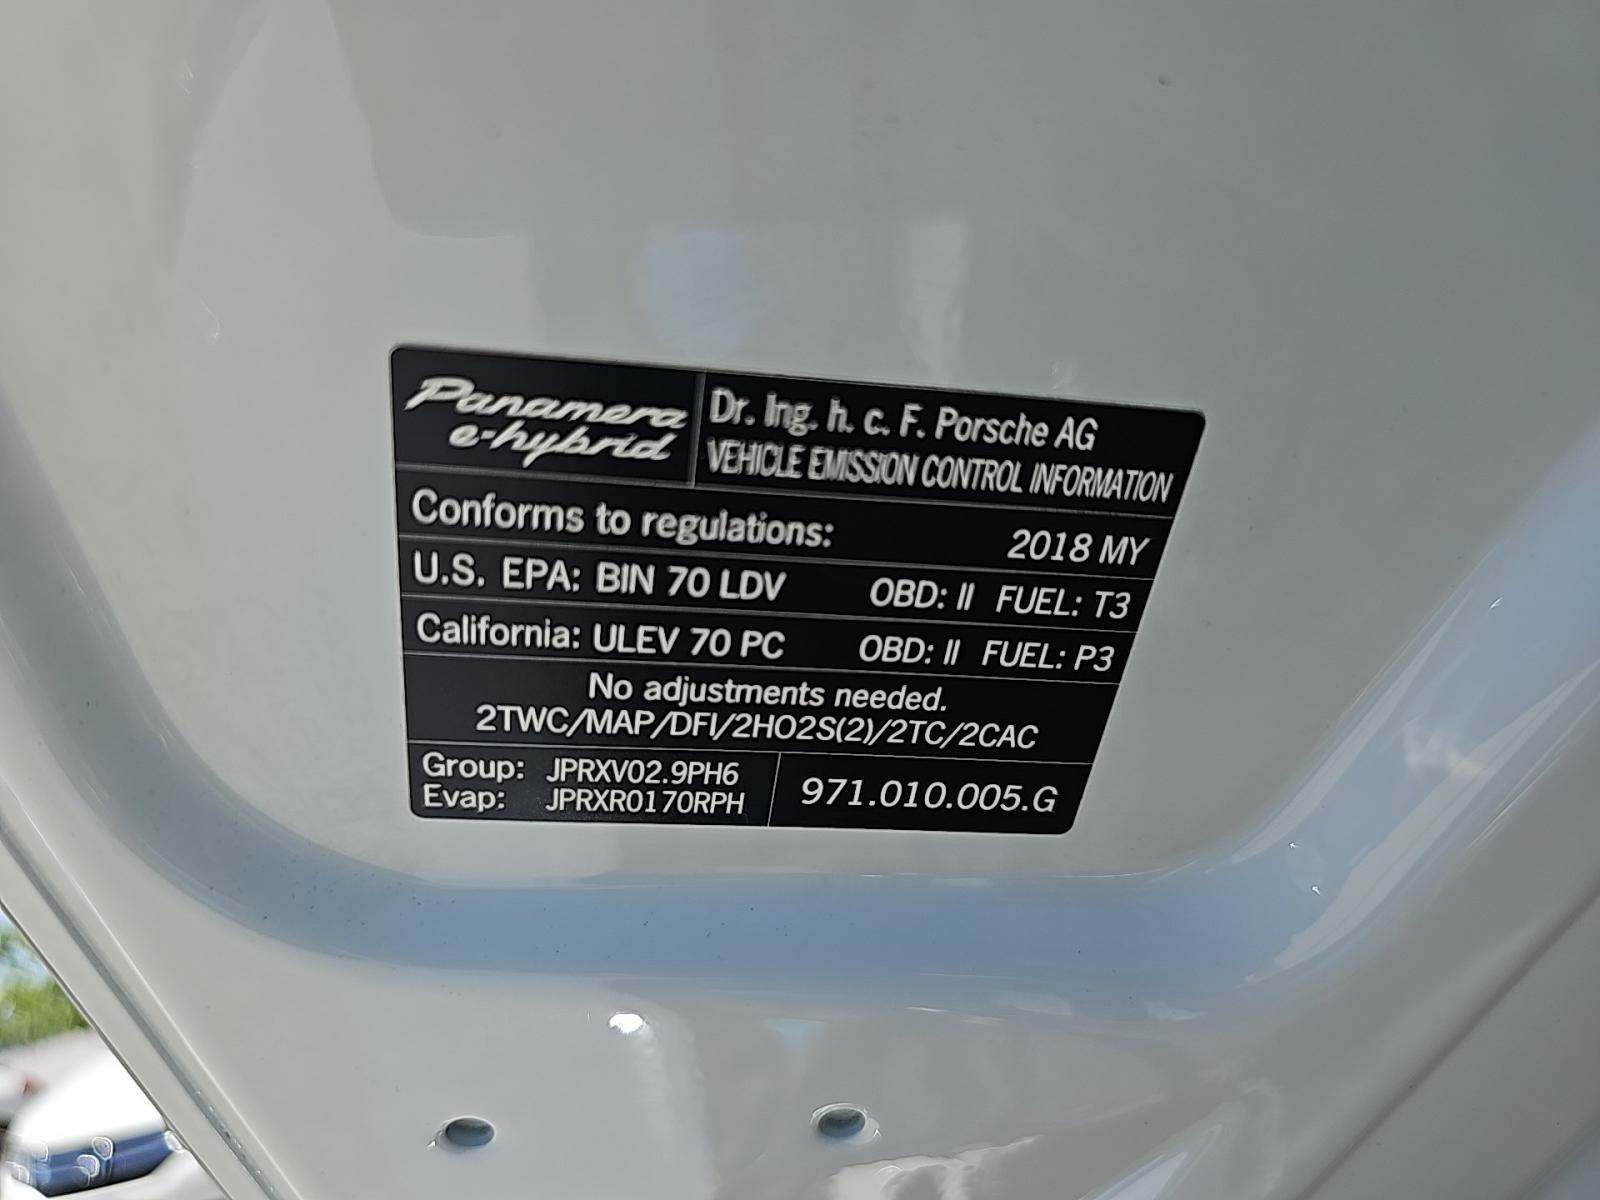 Panamera
e-hybrid
Dr. Ing. h. c. F. Porsche AG
VEHICLE EMISSION CONTROL INFORMATION
Conforms to regulations: 2018 MY
U.S. EPA: BIN 70 LDV OBD: II FUEL: T3
California: ULEV 70 PC OBD: II FUEL: P3
No adjustments needed.
2TWC/MAP/DFI/2HO2S(2)/2TC/2CAC
Group: JPRXV02.9PH6
Evap: JPRXR0170RPH
971.010.005.G